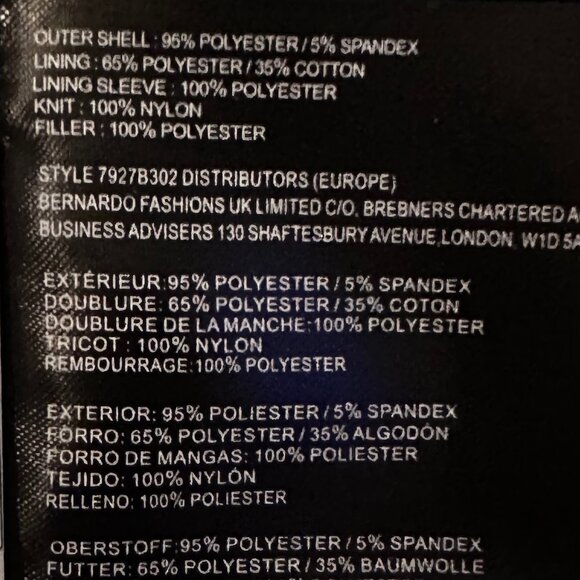 OUTER SHELL : 95% POLYESTER / 5% SPANDEX
LINING : 65% POLYESTER / 35% COTTON
LINING SLEEVE : 100% POLYESTER
KNIT : 100% NYLON
FILLER : 100% POLYESTER
STYLE 7927B302 DISTRIBUTORS (EUROPE)
BERNARDO FASHIONS UK LIMITED C/O. BREBNERS CHARTERED A
BUSINESS ADVISERS 130 SHAFTESBURY AVENUE, LONDON. W1D 5A
EXTÉRIEUR:95% POLYESTER / 5% SPANDEX
DOUBLURE: 65% POLYESTER / 35% COTON
DOUBLURE DE LA MANCHE:100% POLYESTER
TRICOT : 100% NYLON
REMBOURRAGE:100% POLYESTER
EXTERIOR: 95% POLIESTER / 5% SPANDEX
FORRO: 65% POLYESTER / 35% ALGODÓN
FORRO DE MANGAS: 100% POLIESTER
TEJIDO: 100% NYLÓN
RELLENO: 100% POLIESTER
OBERSTOFF:95% POLYESTER / 5% SPANDEX
FUTTER: 65% POLYESTER / 35% BAUMWOLLE